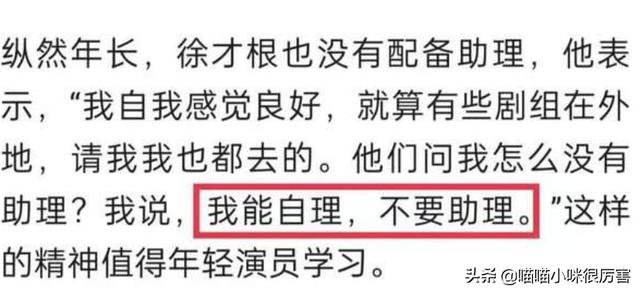 纵然年长，徐才根也没有配备助理，他表
示，“我自我感觉良好，就算有些剧组在外
地，请我我也都去的。他们问我怎么没有
助理？我说，我能自理，不要助理。”这样
的精神值得年轻演员学习。
头条 @喵喵小咪很厉害